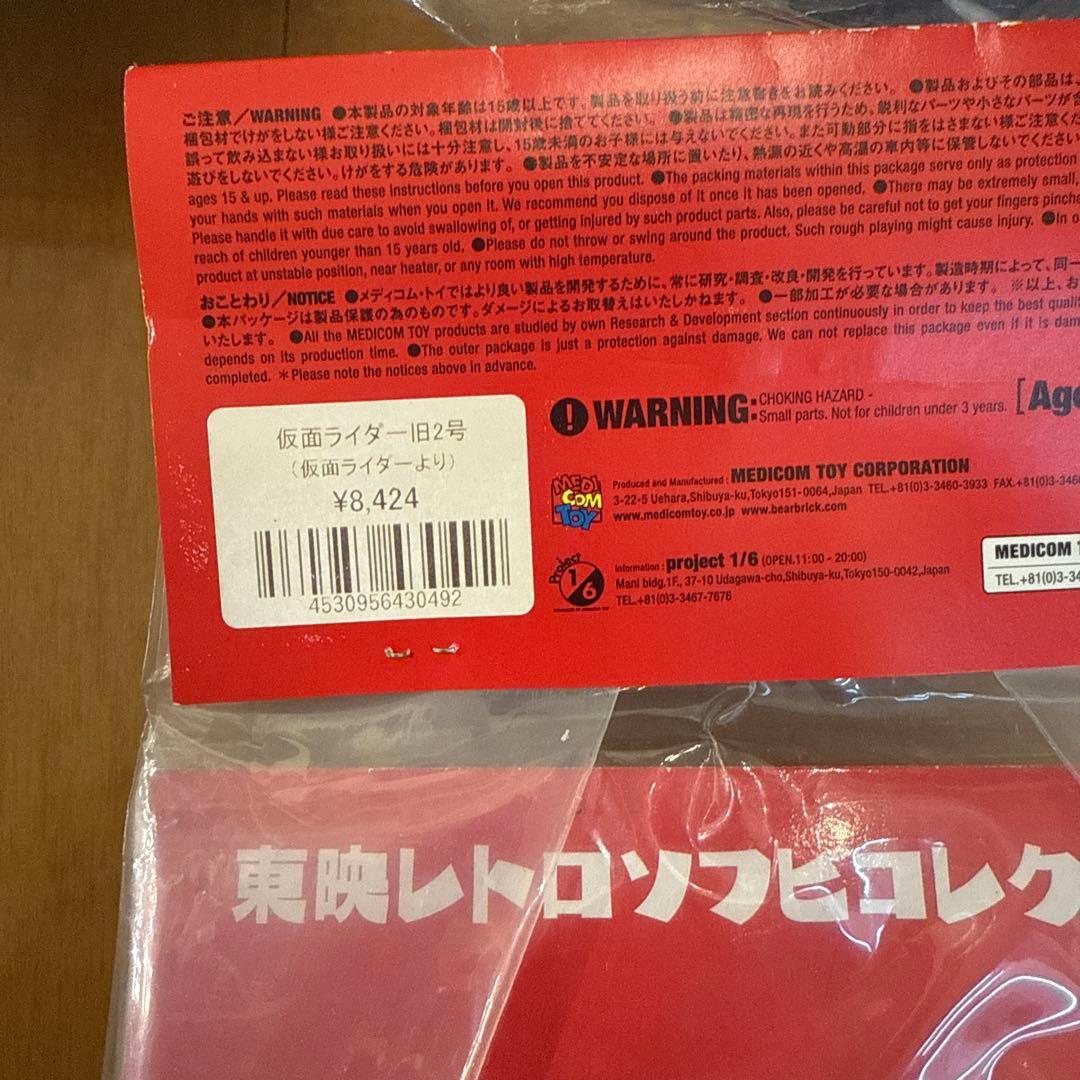 ご注意／WARNING ●本製品の対象年齢は15歳以上です。製品を取り扱う前に注意書きをお読みください。 ●製品およびその部品は、
梱包材でけがをしない様ご注意ください。梱包材は開封後に捨ててください。 ●製品は精密な再現を行うため、鋭利なパーツや小さなパーツが
誤って飲み込まない様お取り扱いには十分注意し、15歳未満のお子様には与えないでください。また可動部分に指をはさまない様ご注意くだ
遊びをしないでください。けがをする危険があります。 ●製品を不安定な場所に置いたり、熱源の近くや高温の車内等に保管しないでください
ages 15 & up. Please read these instructions before you open this product. ●The packing materials within this package serve only as protection
your hands with such materials when you open it. We recommend you dispose of it once it has been opened. ●There may be extremely small,
Please handle it with due care to avoid swallowing of, or getting injured by such product parts. Also, please be careful not to get your fingers pinche
reach of children younger than 15 years old. ●Please do not throw or swing around the product. Such rough playing might cause injury. ●In o
product at unstable position, near heater, or any room with high temperature.
おことわり／NOTICE ●メディコム・トイではより良い製品を開発するために、常に研究・調査・改良・開発を行っています。製造時期によって、同一
●本パッケージは製品保護の為のものです。ダメージによるお取替えはいたしかねます。 ●一部加工が必要な場合があります。 ※以上、お
いたします。 ●All the MEDICOM TOY products are studied by own Research & Development section continuously in order to keep the best quali
depends on its production time. ●The outer package is just a protection against damage. We can not replace this package even if it is dam
completed. ＊Please note the notices above in advance.
仮面ライダー旧2号
（仮面ライダーより）
¥8,424
4530956430492
WARNING: CHOKING HAZARD -
Small parts. Not for children under 3 years. [Age
MEDI
COM
TOY
Produced and Manufactured : MEDICOM TOY CORPORATION
3-22-5 Uehara,Shibuya-ku,Tokyo151-0064,Japan TEL.+81(0)3-3460-3933 FAX.+81(0)3-346
www.medicomtoy.co.jp www.bearbrick.com
Project
1/6
Information : project 1/6 (OPEN.11:00 - 20:00)
Mani bldg.1F., 37-10 Udagawa-cho,Shibuya-ku,Tokyo150-0042,Japan
TEL.+81(0)3-3467-7676
MEDICOM T
TEL.+81(0)3-34
東映レトロソフビコレク